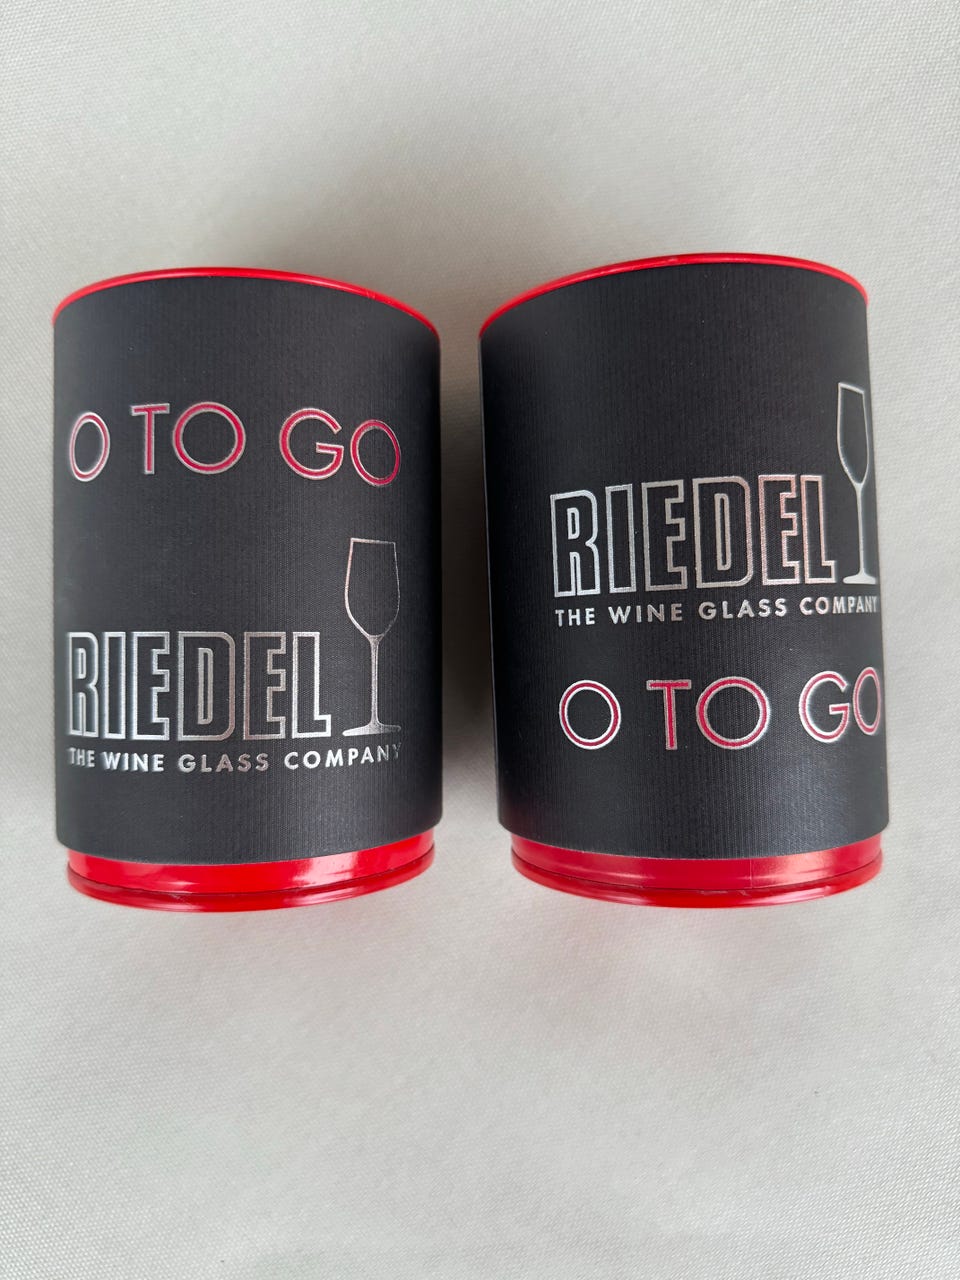 O TO GO
RIEDEL
THE WINE GLASS COMPANY
RIEDEL
THE WINE GLASS COMPANY
O TO GO